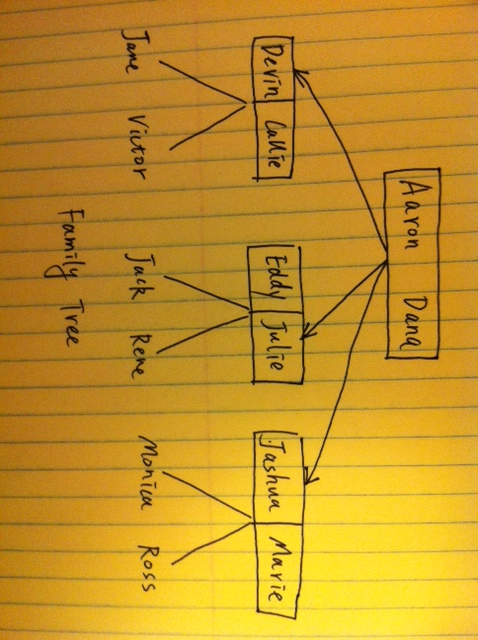 Aaron Dana
Devin Callie Eddy Julie Jashua Marie
Jane Victor Jack Rene Monica Ross
Family Tree